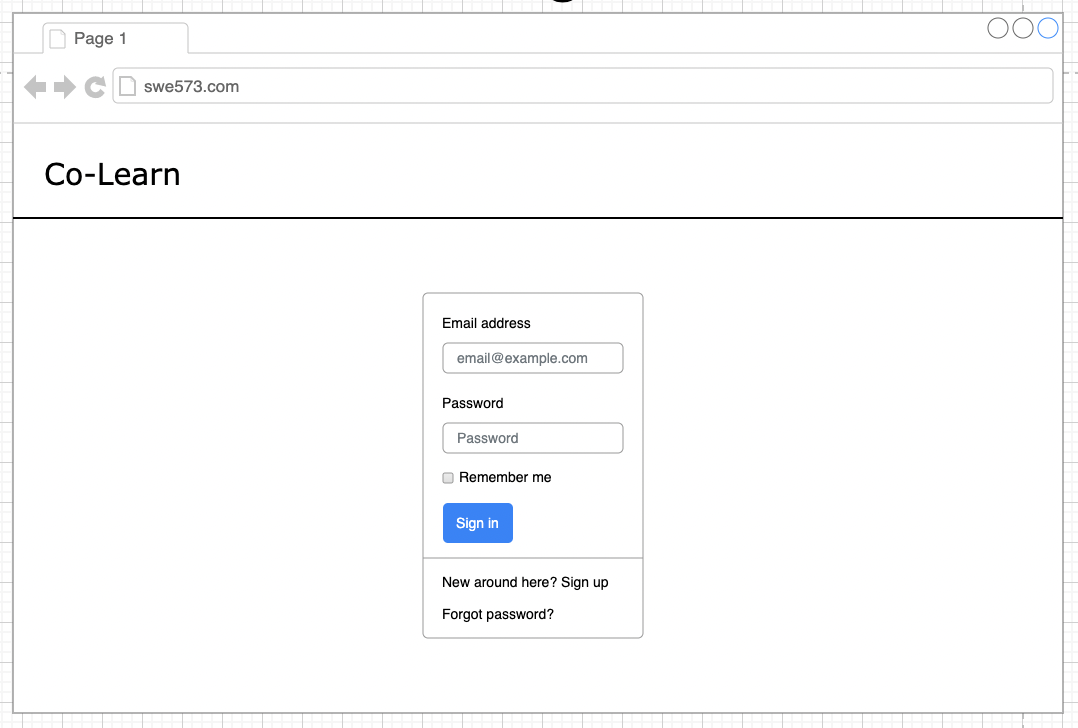 Page 1
swe573.com
Co-Learn
Email address
email@example.com
Password
Password
Remember me
Sign in
New around here? Sign up
Forgot password?